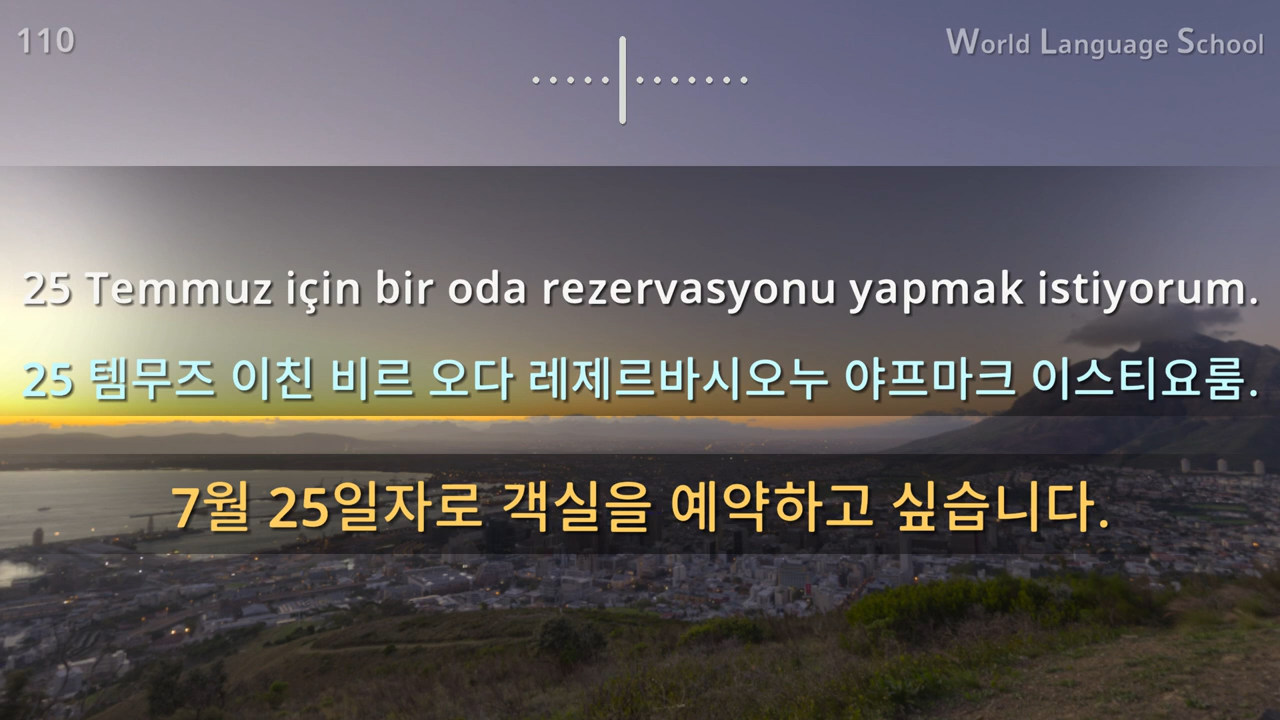 110
World Language School
25 Temmuz için bir oda rezervasyonu yapmak istiyorum.
25 템무즈 이친 비르 오다 레제르바시오누 야프마크 이스티요룸.
7월 25일자로 객실을 예약하고 싶습니다.